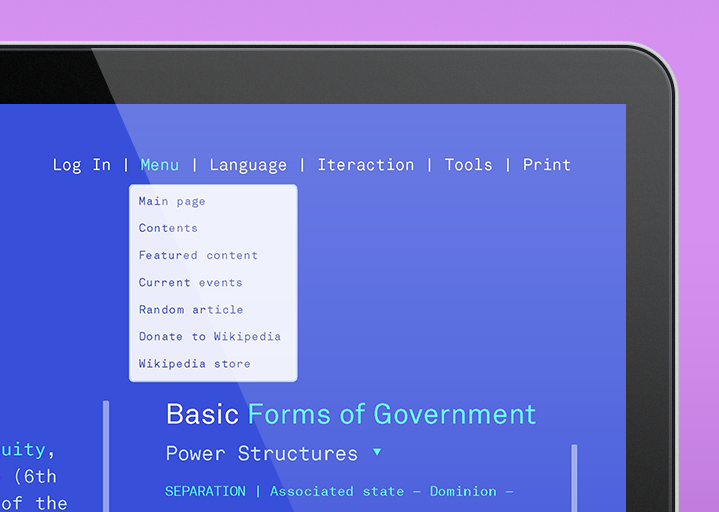 Log In | Menu | Language | Iteraction | Tools | Print
Main page
Contents
Featured content
Current events
Random article
Donate to Wikipedia
Wikipedia store
Basic Forms of Government
Power Structures ▼
SEPARATION | Associated state – Dominion –
uity,
(6th
of the